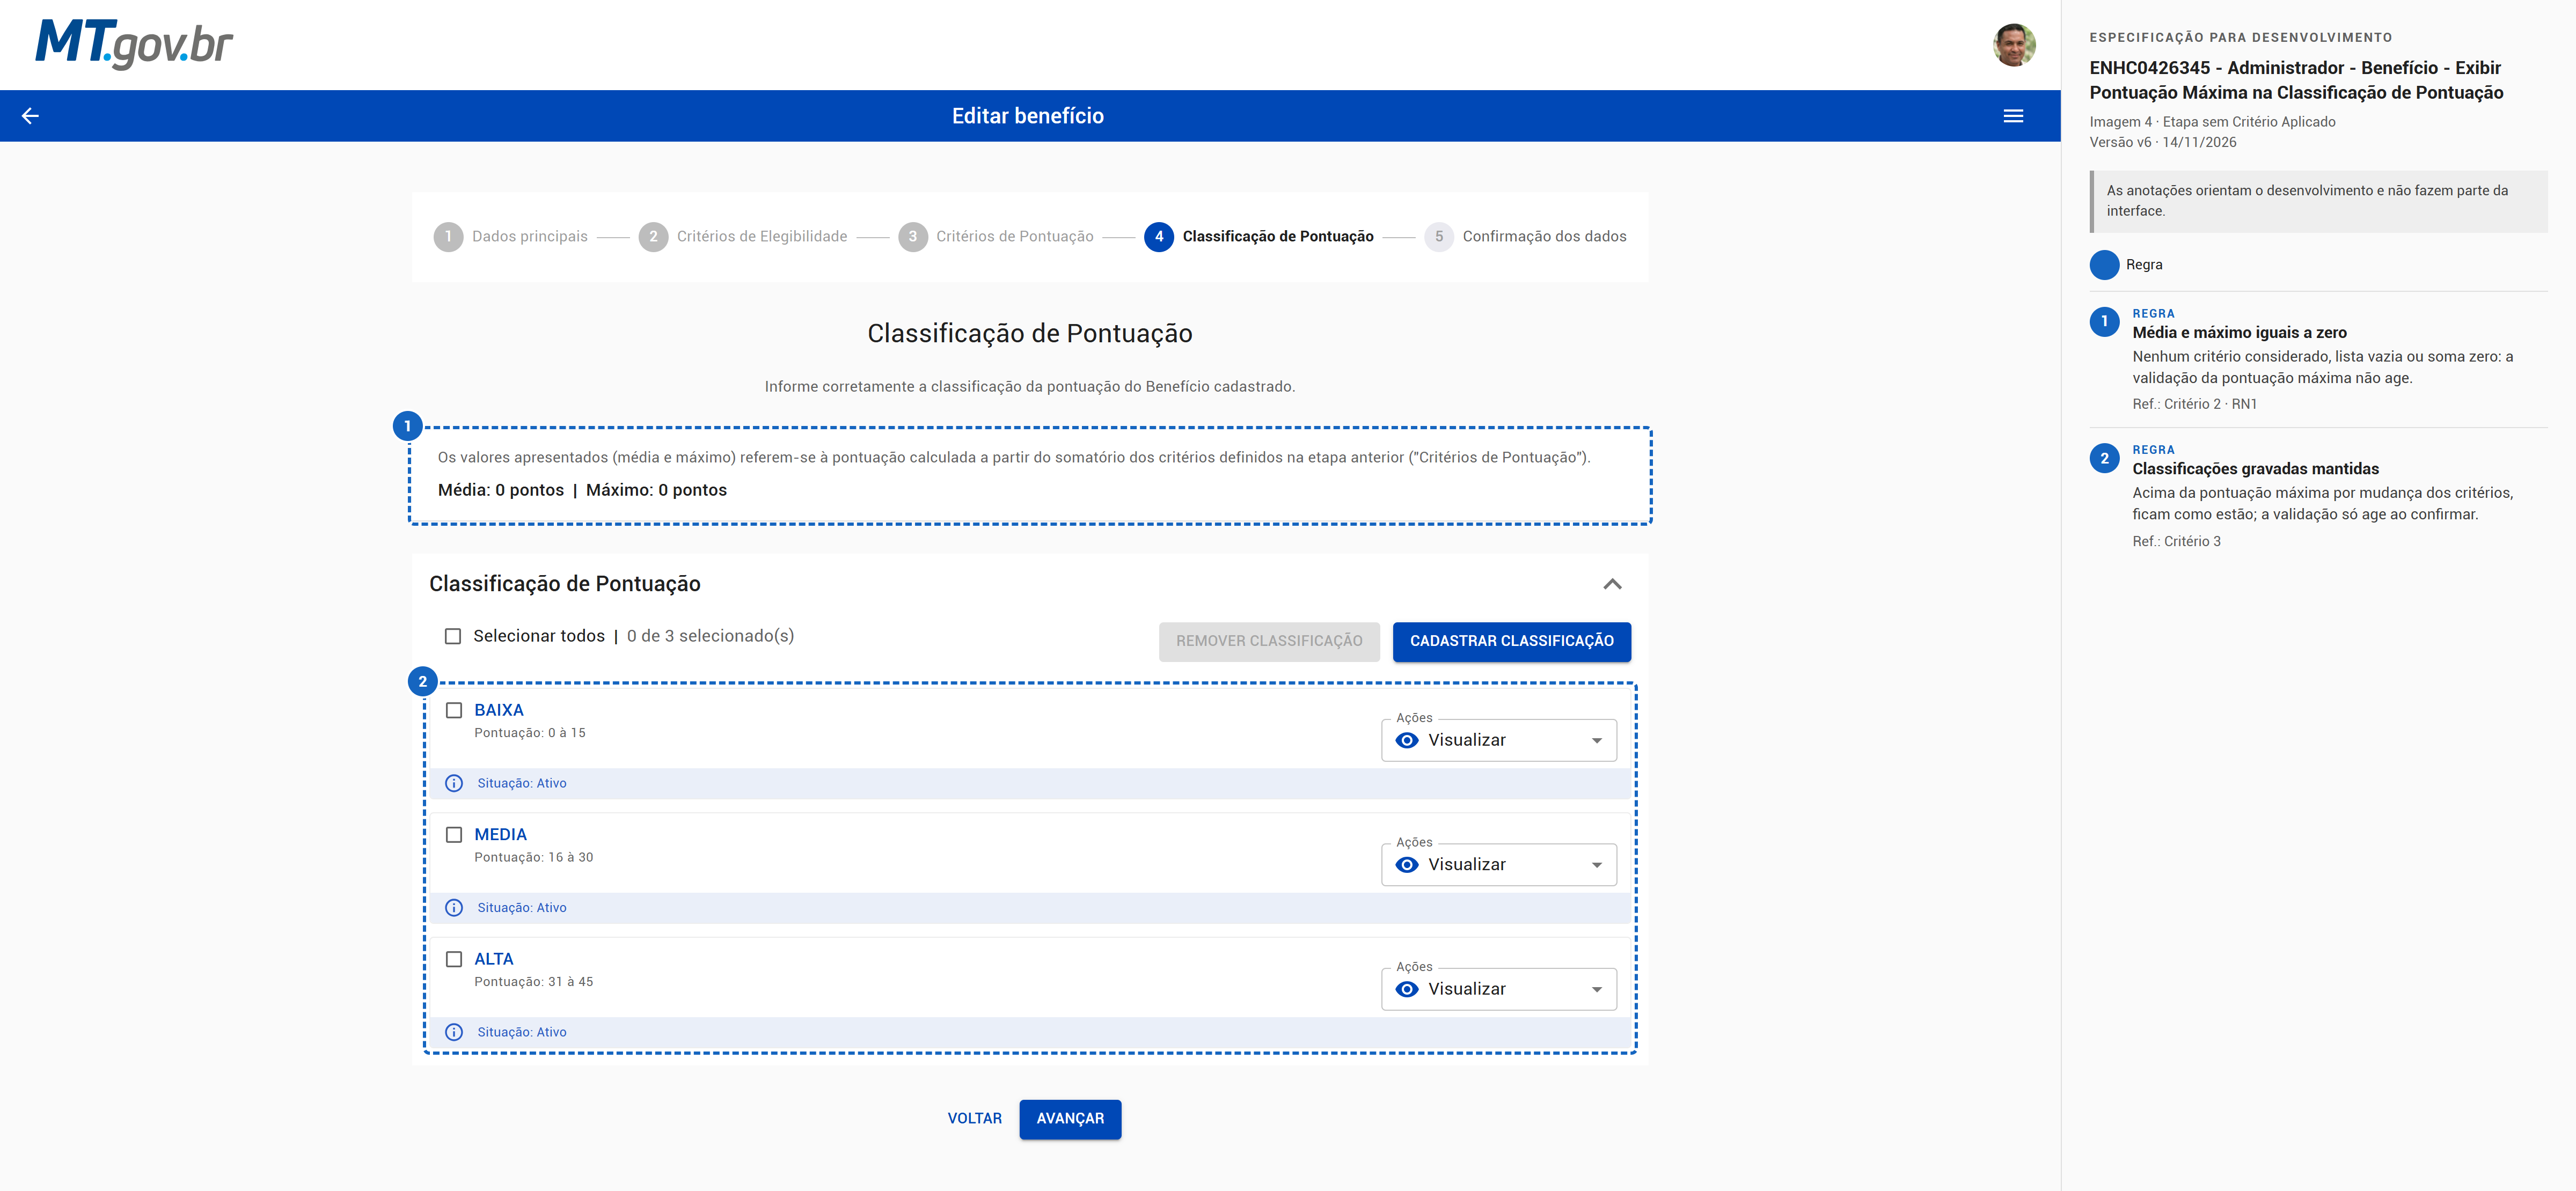 MT.gov.br
Editar benefício
1 Dados principais
2 Critérios de Elegibilidade
3 Critérios de Pontuação
4 Classificação de Pontuação
5 Confirmação dos dados
Classificação de Pontuação
Informe corretamente a classificação da pontuação do Benefício cadastrado.
1
Os valores apresentados (média e máximo) referem-se à pontuação calculada a partir do somatório dos critérios definidos na etapa anterior ("Critérios de Pontuação").
Média: 0 pontos | Máximo: 0 pontos
Classificação de Pontuação
Selecionar todos | 0 de 3 selecionado(s)
REMOVER CLASSIFICAÇÃO
CADASTRAR CLASSIFICAÇÃO
2
BAIXA
Pontuação: 0 à 15
Ações
Visualizar
Situação: Ativo
MEDIA
Pontuação: 16 à 30
Ações
Visualizar
Situação: Ativo
ALTA
Pontuação: 31 à 45
Ações
Visualizar
Situação: Ativo
VOLTAR
AVANÇAR
ESPECIFICAÇÃO PARA DESENVOLVIMENTO
ENHC0426345 - Administrador - Benefício - Exibir
Pontuação Máxima na Classificação de Pontuação
Imagem 4 · Etapa sem Critério Aplicado
Versão v6 · 14/11/2026
As anotações orientam o desenvolvimento e não fazem parte da
interface.
Regra
1
REGRA
Média e máximo iguais a zero
Nenhum critério considerado, lista vazia ou soma zero: a
validação da pontuação máxima não age.
Ref.: Critério 2 · RN1
2
REGRA
Classificações gravadas mantidas
Acima da pontuação máxima por mudança dos critérios,
ficam como estão; a validação só age ao confirmar.
Ref.: Critério 3